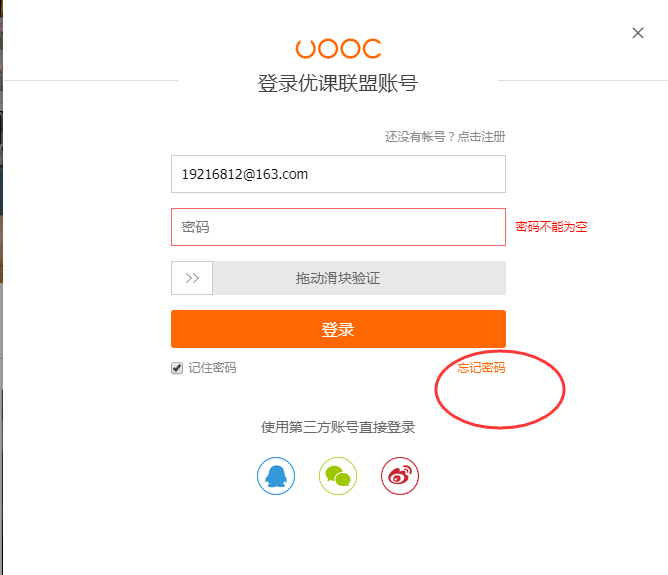 UOOC
登录优课联盟账号
还没有帐号？点击注册
19216812@163.com
密码
密码不能为空
>> 拖动滑块验证
登录
记住密码
忘记密码
使用第三方账号直接登录